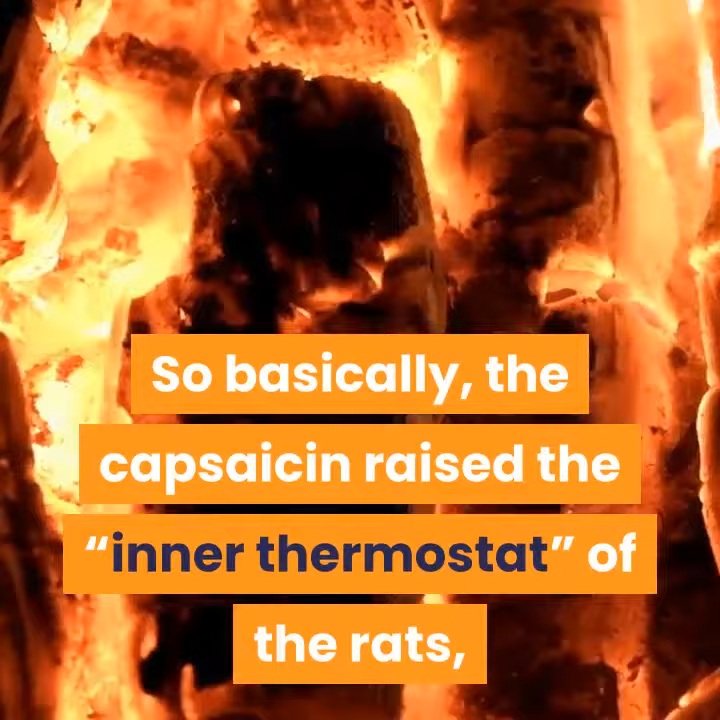 So basically, the
capsaicin raised the
“inner thermostat” of
the rats,